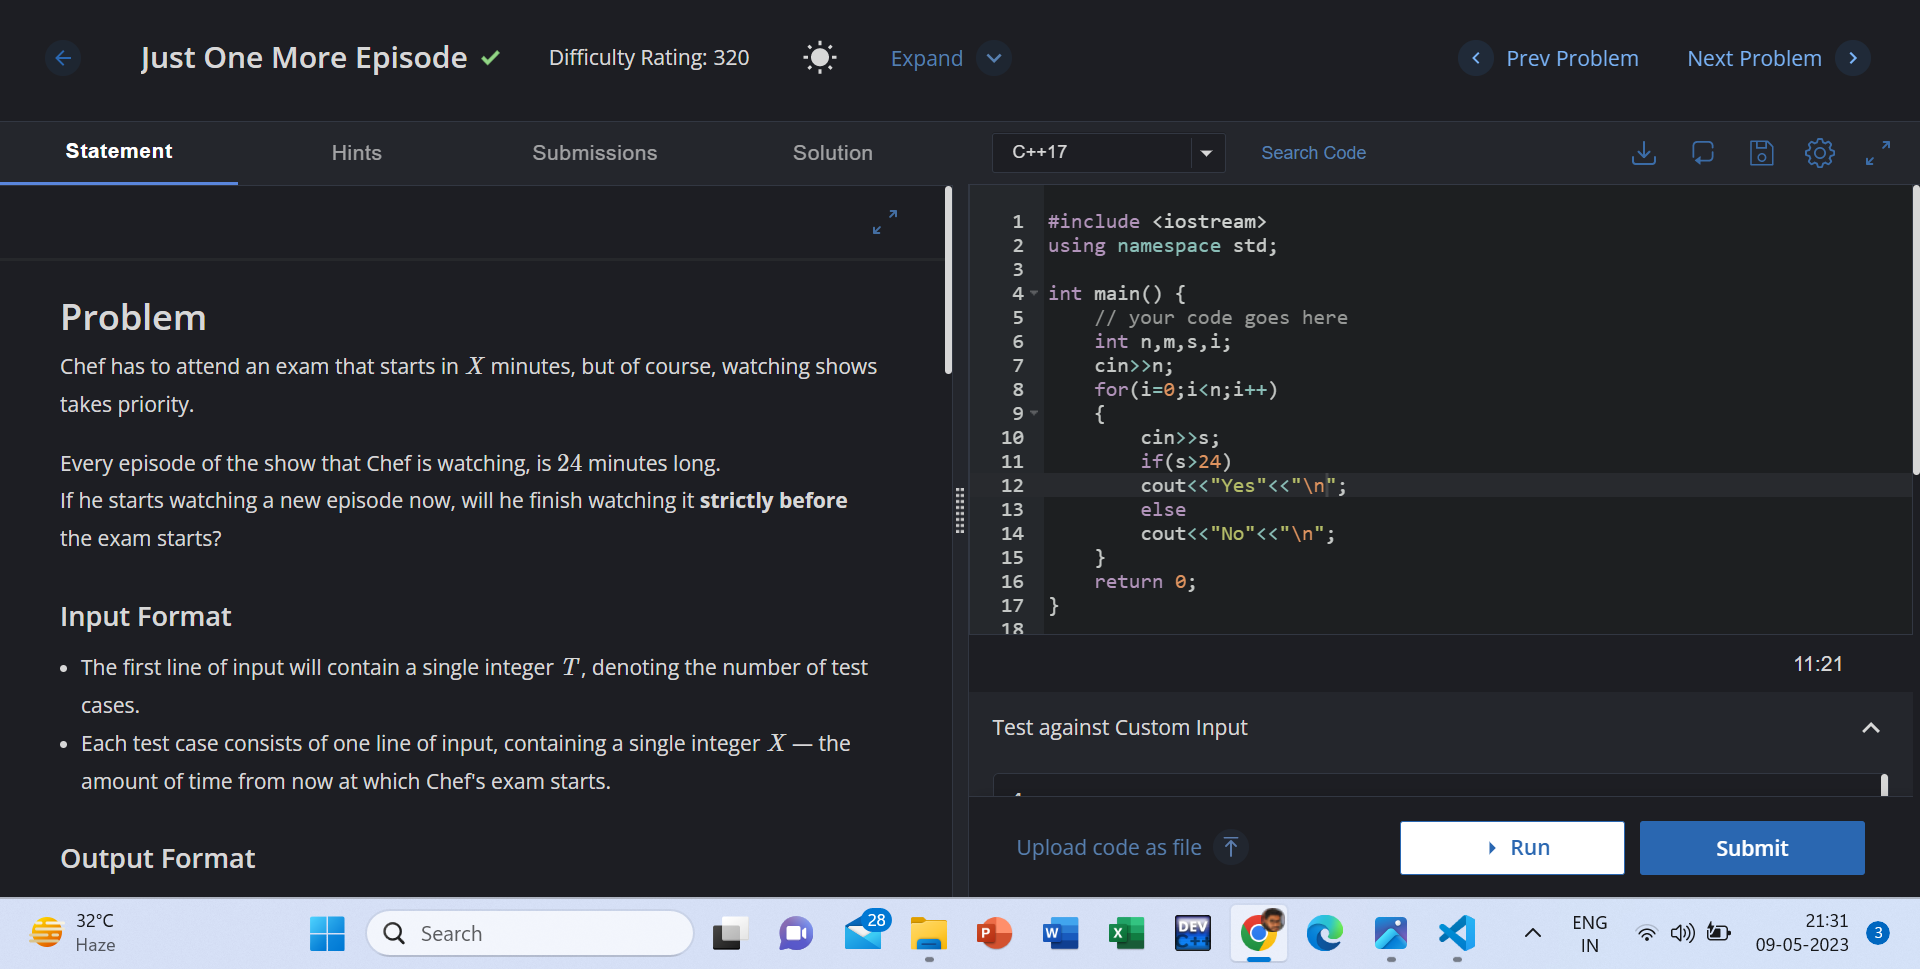 Just One More Episode
Difficulty Rating: 320
Expand
Prev Problem
Next Problem
Statement
Hints
Submissions
Solution
C++17
Search Code
Problem
Chef has to attend an exam that starts in X minutes, but of course, watching shows
takes priority.
Every episode of the show that Chef is watching, is 24 minutes long.
If he starts watching a new episode now, will he finish watching it strictly before
the exam starts?
Input Format
• The first line of input will contain a single integer T, denoting the number of test
cases.
• Each test case consists of one line of input, containing a single integer X — the
amount of time from now at which Chef's exam starts.
Output Format
1 #include <iostream>
2 using namespace std;
3
4 int main() {
5 // your code goes here
6 int n,m,s,i;
7 cin>>n;
8 for(i=0;i<n;i++)
9 {
10 cin>>s;
11 if(s>24)
12 cout<<"Yes"<<"\n";
13 else
14 cout<<"No"<<"\n";
15 }
16 return 0;
17 }
18
11:21
Test against Custom Input
Upload code as file
Run
Submit
32°C
Haze
Search
28
P
W
X
DEV
C++
ENG
IN
21:31
09-05-2023
3